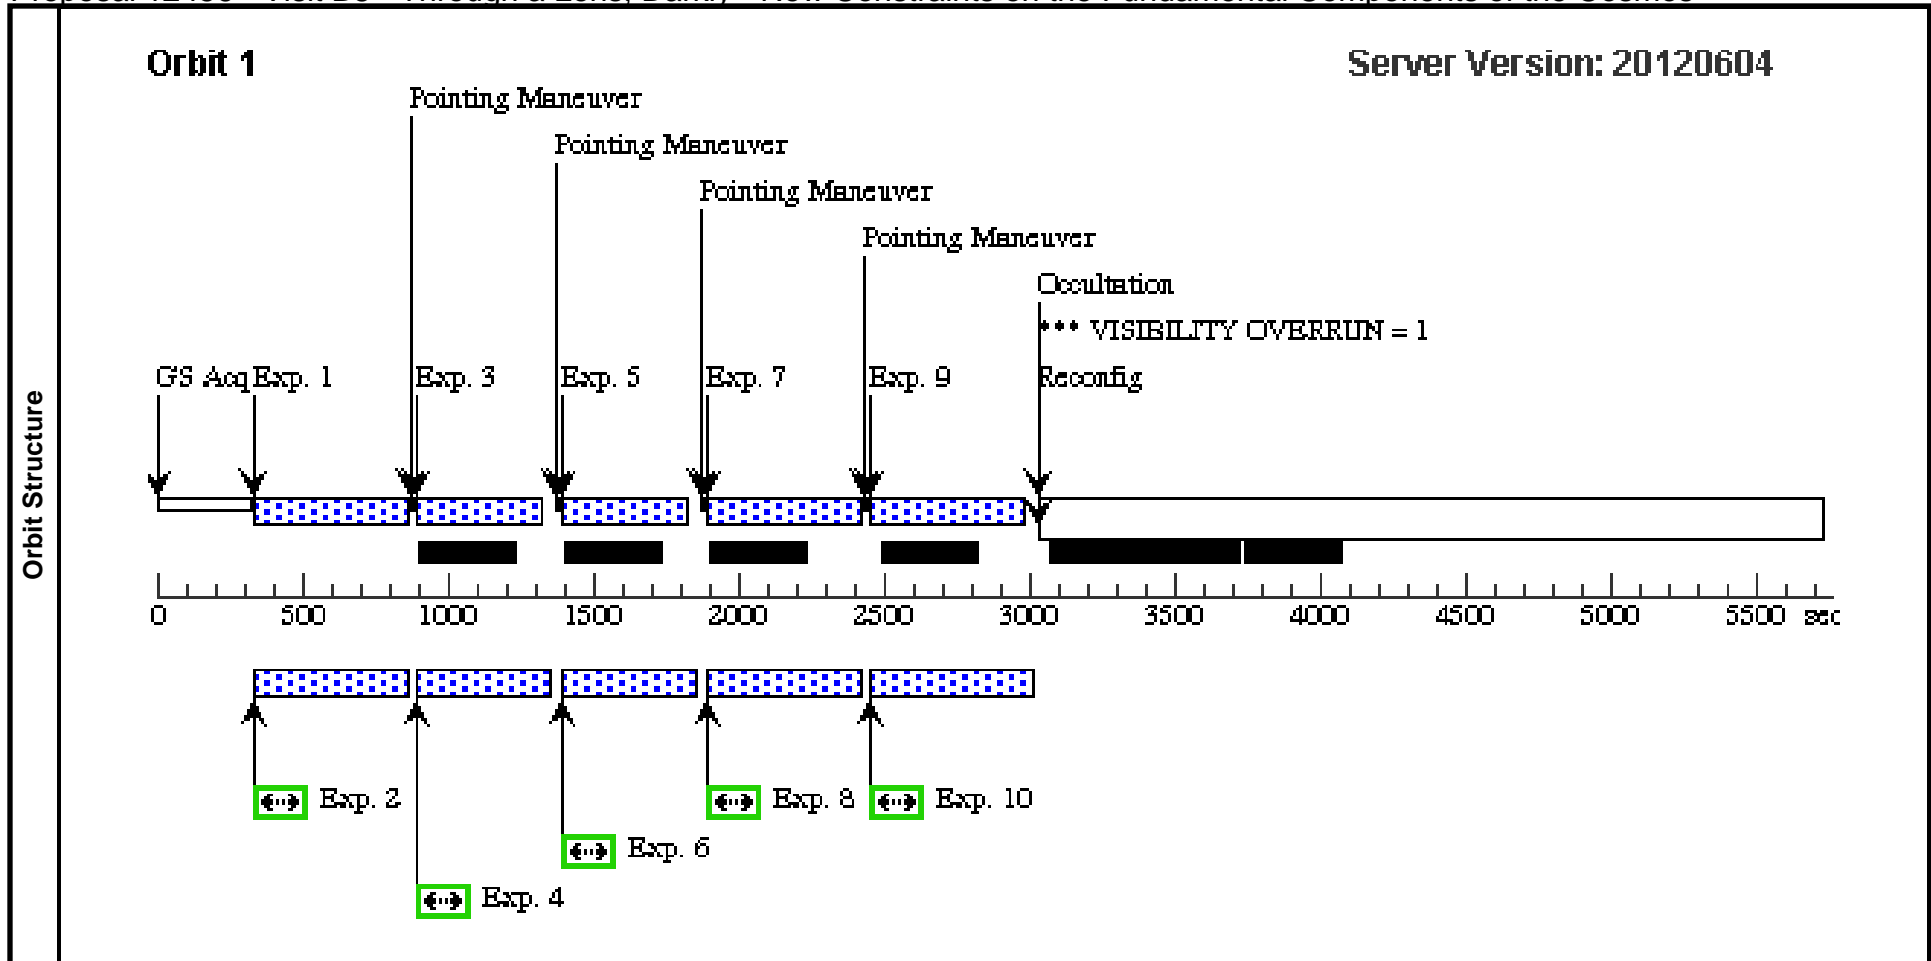 Orbit 1
Server Version: 20120604
Pointing Maneuver
Pointing Maneuver
Pointing Maneuver
Pointing Maneuver
Occultation
*** VISIBILITY OVERRUN = 1
GS Acq Exp. 1 Exp. 3 Exp. 5 Exp. 7 Exp. 9 Reconfig
Orbit Structure
0 500 1000 1500 2000 2500 3000 3500 4000 4500 5000 5500 sec
Exp. 2 Exp. 8 Exp. 10
Exp. 6
Exp. 4